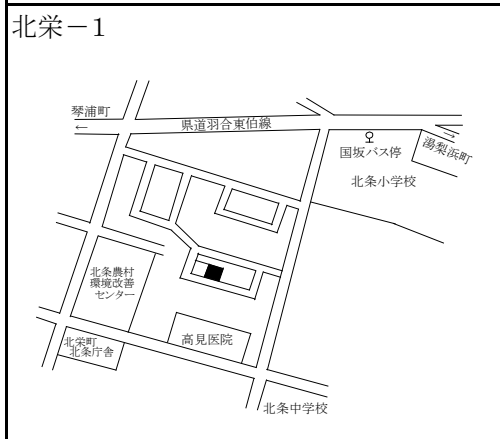 北栄－1
琴浦町
←
県道羽合東伯線
国坂バス停
→
湯梨浜町
北条小学校
北条農村
環境改善
センター
高見医院
北栄町
北条庁舎
北条中学校